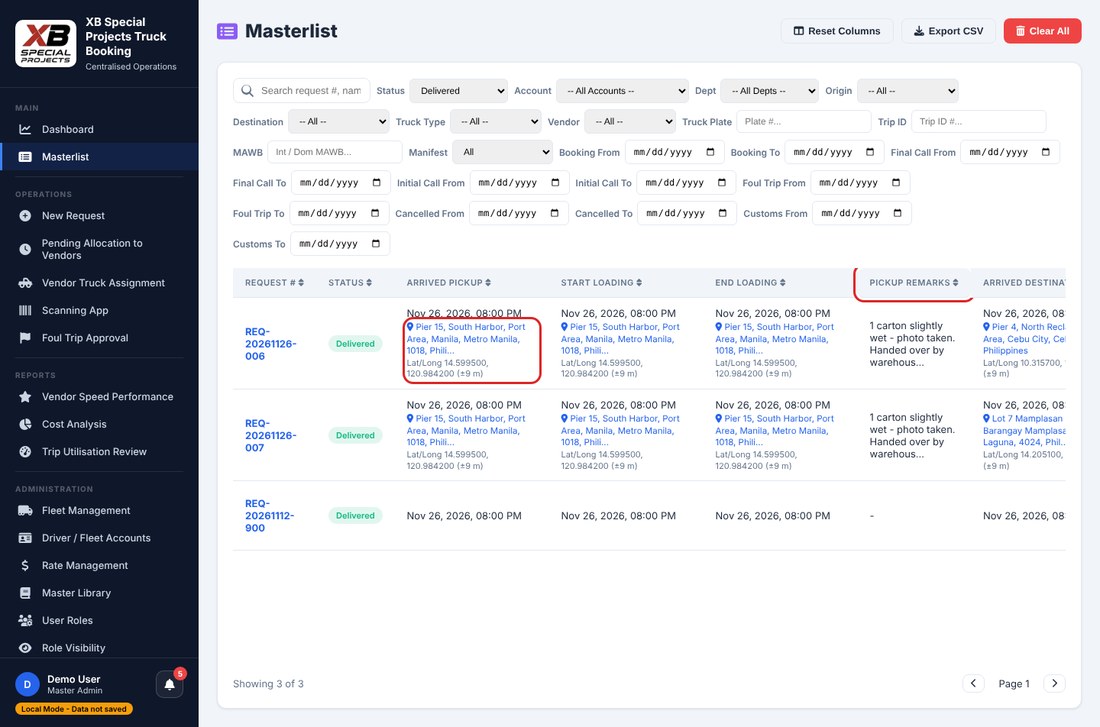 XB
SPECIAL
PROJECTS
XB Special
Projects Truck
Booking
Centralised Operations
MAIN
Dashboard
Masterlist
OPERATIONS
New Request
Pending Allocation to
Vendors
Vendor Truck Assignment
Scanning App
Foul Trip Approval
REPORTS
Vendor Speed Performance
Cost Analysis
Trip Utilisation Review
ADMINISTRATION
Fleet Management
Driver / Fleet Accounts
Rate Management
Master Library
User Roles
Role Visibility
D
Demo User
Master Admin
5
Local Mode - Data not saved
Masterlist
Reset Columns
Export CSV
Clear All
Search request #, nam
Status Delivered Account -- All Accounts -- Dept -- All Depts -- Origin -- All --
Destination -- All -- Truck Type -- All -- Vendor -- All -- Truck Plate Plate #... Trip ID Trip ID #...
MAWB Int / Dom MAWB... Manifest All Booking From mm/dd/yyyy Booking To mm/dd/yyyy Final Call From mm/dd/yyyy
Final Call To mm/dd/yyyy Initial Call From mm/dd/yyyy Initial Call To mm/dd/yyyy Foul Trip From mm/dd/yyyy
Foul Trip To mm/dd/yyyy Cancelled From mm/dd/yyyy Cancelled To mm/dd/yyyy Customs From mm/dd/yyyy
Customs To mm/dd/yyyy
REQUEST # STATUS ARRIVED PICKUP START LOADING END LOADING PICKUP REMARKS ARRIVED DESTINA
REQ-
20261126-
006
Delivered
Nov 26, 2026, 08:00 PM
Pier 15, South Harbor, Port
Area, Manila, Metro Manila,
1018, Phili...
Lat/Long 14.599500,
120.984200 (±9 m)
Nov 26, 2026, 08:00 PM
Pier 15, South Harbor, Port
Area, Manila, Metro Manila,
1018, Phili...
Lat/Long 14.599500,
120.984200 (±9 m)
Nov 26, 2026, 08:00 PM
Pier 15, South Harbor, Port
Area, Manila, Metro Manila,
1018, Phili...
Lat/Long 14.599500,
120.984200 (±9 m)
1 carton slightly
wet - photo taken.
Handed over by
warehous...
Nov 26, 2026, 08:
Pier 4, North Recl
Area, Cebu City, Ce
Philippines
Lat/Long 10.315700,
(±9 m)
REQ-
20261126-
007
Delivered
Nov 26, 2026, 08:00 PM
Pier 15, South Harbor, Port
Area, Manila, Metro Manila,
1018, Phili...
Lat/Long 14.599500,
120.984200 (±9 m)
Nov 26, 2026, 08:00 PM
Pier 15, South Harbor, Port
Area, Manila, Metro Manila,
1018, Phili...
Lat/Long 14.599500,
120.984200 (±9 m)
Nov 26, 2026, 08:00 PM
Pier 15, South Harbor, Port
Area, Manila, Metro Manila,
1018, Phili...
Lat/Long 14.599500,
120.984200 (±9 m)
1 carton slightly
wet - photo taken.
Handed over by
warehous...
Nov 26, 2026, 08:
Lot 7 Mamplasan
Barangay Mamplasa
Laguna, 4024, Phil..
Lat/Long 14.205100,
(±9 m)
REQ-
20261112-
900
Delivered
Nov 26, 2026, 08:00 PM
Nov 26, 2026, 08:00 PM
Nov 26, 2026, 08:00 PM
-
Nov 26, 2026, 08:
Showing 3 of 3
Page 1